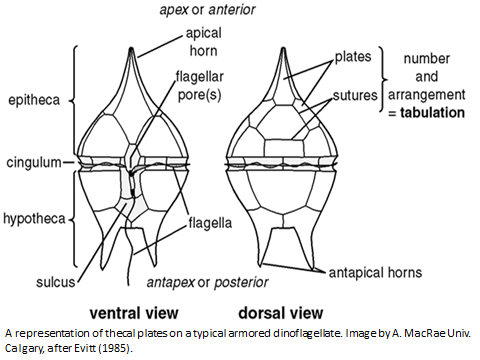 apex or anterior
apical
horn
flagellar
pore(s)
epitheca
cingulum
hypotheca
sulcus
flagella
antapex or posterior
plates
sutures
number
and
arrangement
= tabulation
antapical horns
ventral view
dorsal view
A representation of thecal plates on a typical armored dinoflagellate. Image by A. MacRae Univ.
Calgary, after Evitt (1985).